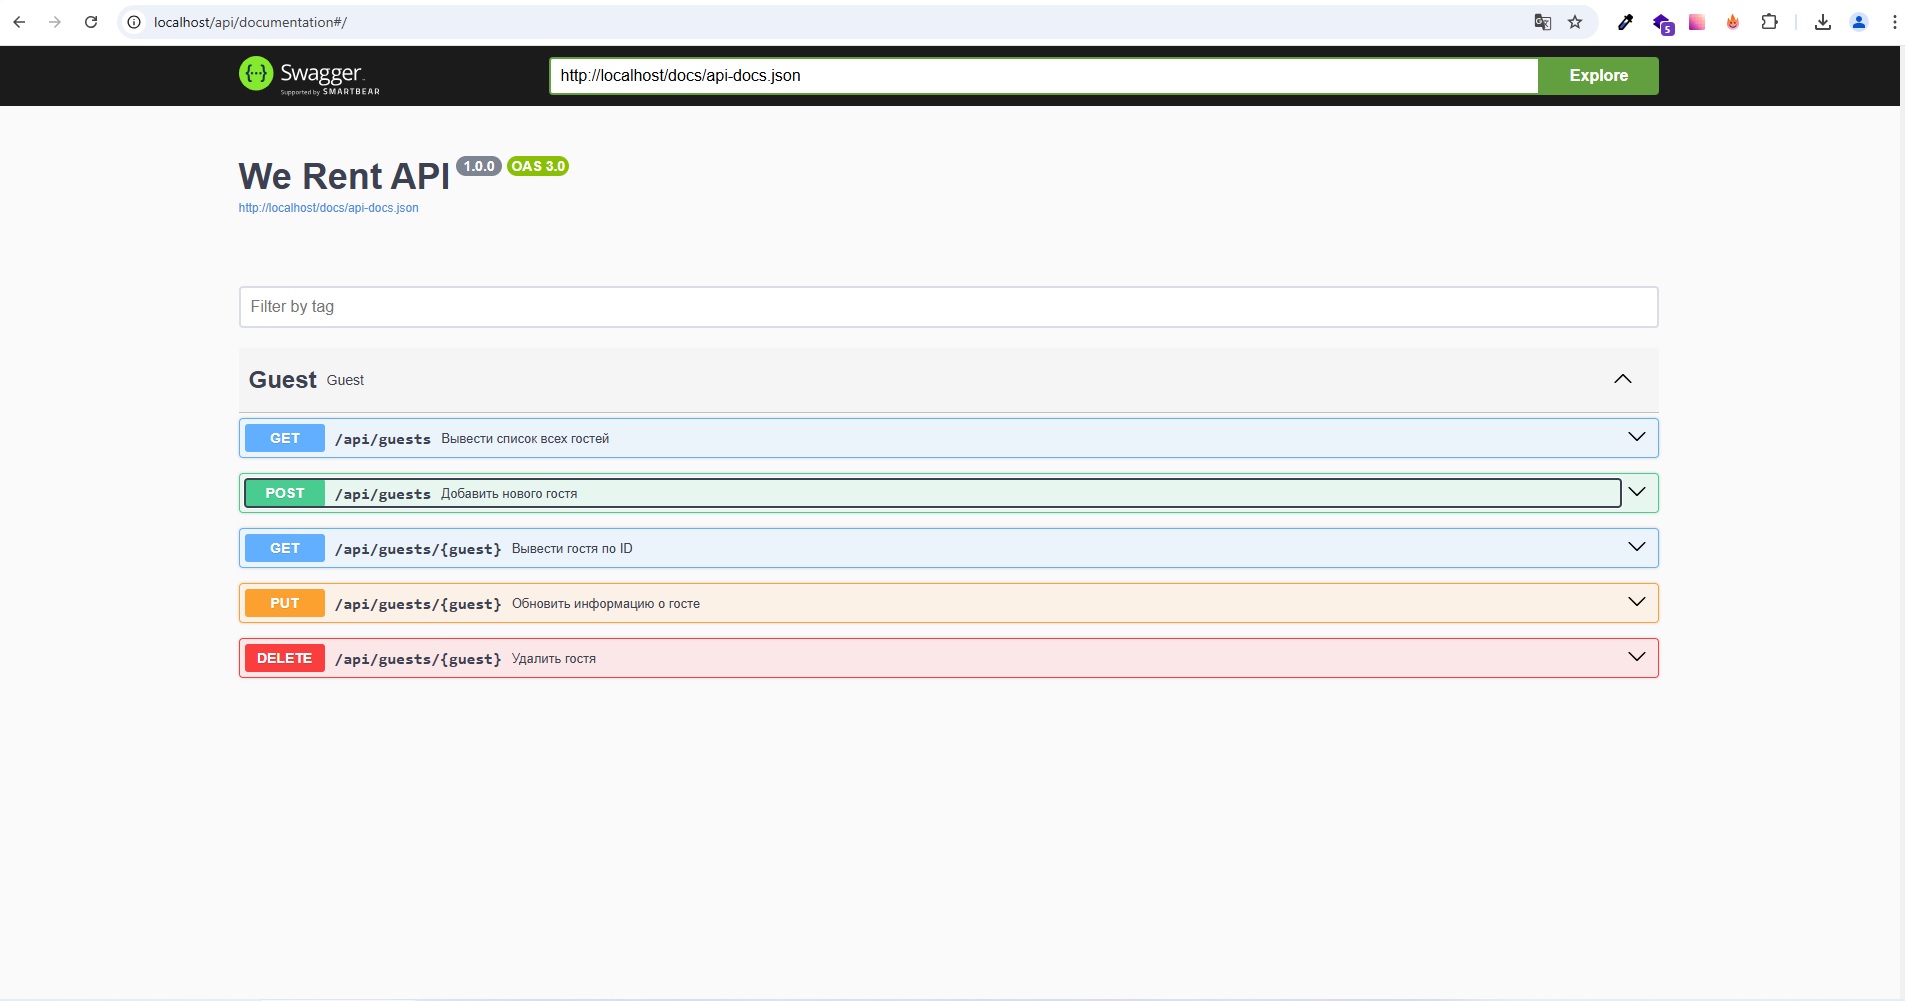 localhost/api/documentation#/
5
Swagger
Supported by SMARTBEAR
http://localhost/docs/api-docs.json
Explore
We Rent API 1.0.0 OAS 3.0
http://localhost/docs/api-docs.json
Filter by tag
Guest Guest
GET /api/guests Вывести список всех гостей
POST /api/guests Добавить нового гостя
GET /api/guests/{guest} Вывести гостя по ID
PUT /api/guests/{guest} Обновить информацию о госте
DELETE /api/guests/{guest} Удалить гостя